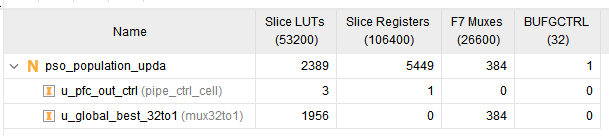 Name Slice LUTs (53200) Slice Registers (106400) F7 Muxes (26600) BUFGCTRL (32)
N pso_population_upda 2389 5449 384 1
I u_pfc_out_ctrl (pipe_ctrl_cell) 3 1 0 0
I u_global_best_32to1 (mux32to1) 1956 0 384 0